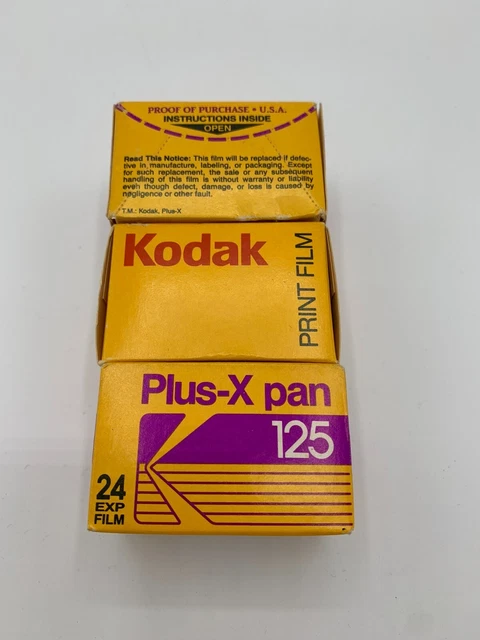 PROOF OF PURCHASE • U.S.A.
INSTRUCTIONS INSIDE
OPEN
Read This Notice: This film will be replaced if defec-
tive in manufacture, labeling, or packaging. Except
for such replacement, the sale or any subsequent
handling of this film is without warranty or liability
even though defect, damage, or loss is caused by
negligence or other fault.
T.M.: Kodak, Plus-X
Kodak
PRINT FILM
Plus-X pan
125
24
EXP
FILM